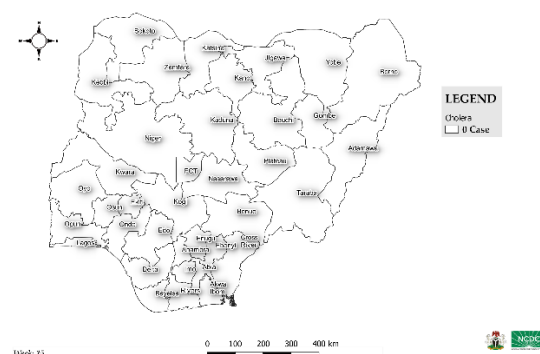 Sokoto
Katsina
Jigawa
Yobe
Borno
Zamfara
Kano
Kebbi
Kaduna
Bauchi
Gombe
Niger
Adamawa
Plateau
Kwara
FCT
Nasarawa
Taraba
Oyo
Kogi
Benue
Ekiti
Osun
Ogun
Ondo
Edo
Lagos
Enugu
Ebonyi
Cross
River
Anambra
Delta
Imo
Abia
Akwa
Ibom
Bayelsa
Rivers
LEGEND
Cholera
0 Case
0 100 200 300 400 km
NCDC